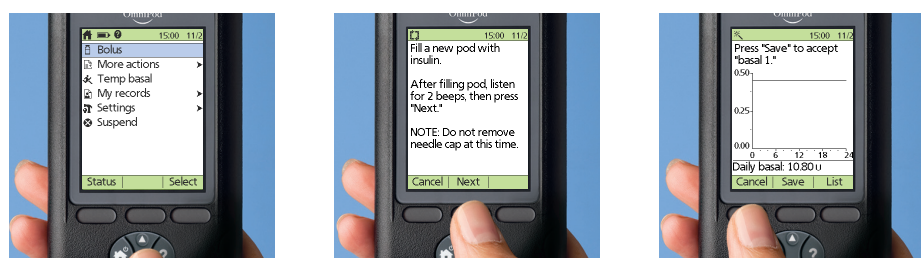 OmniPod
15:00 11/2
Bolus
More actions
Temp basal
My records
Settings
Suspend
Status
Select
OmniPod
15:00 11/2
Fill a new pod with
insulin.
After filling pod, listen
for 2 beeps, then press
"Next."
NOTE: Do not remove
needle cap at this time.
Cancel Next
OmniPod
15:00 11/2
Press "Save" to accept
"basal 1."
0.50
0.25
0.00
0 6 12 18 24
Daily basal: 10.80 U
Cancel Save List